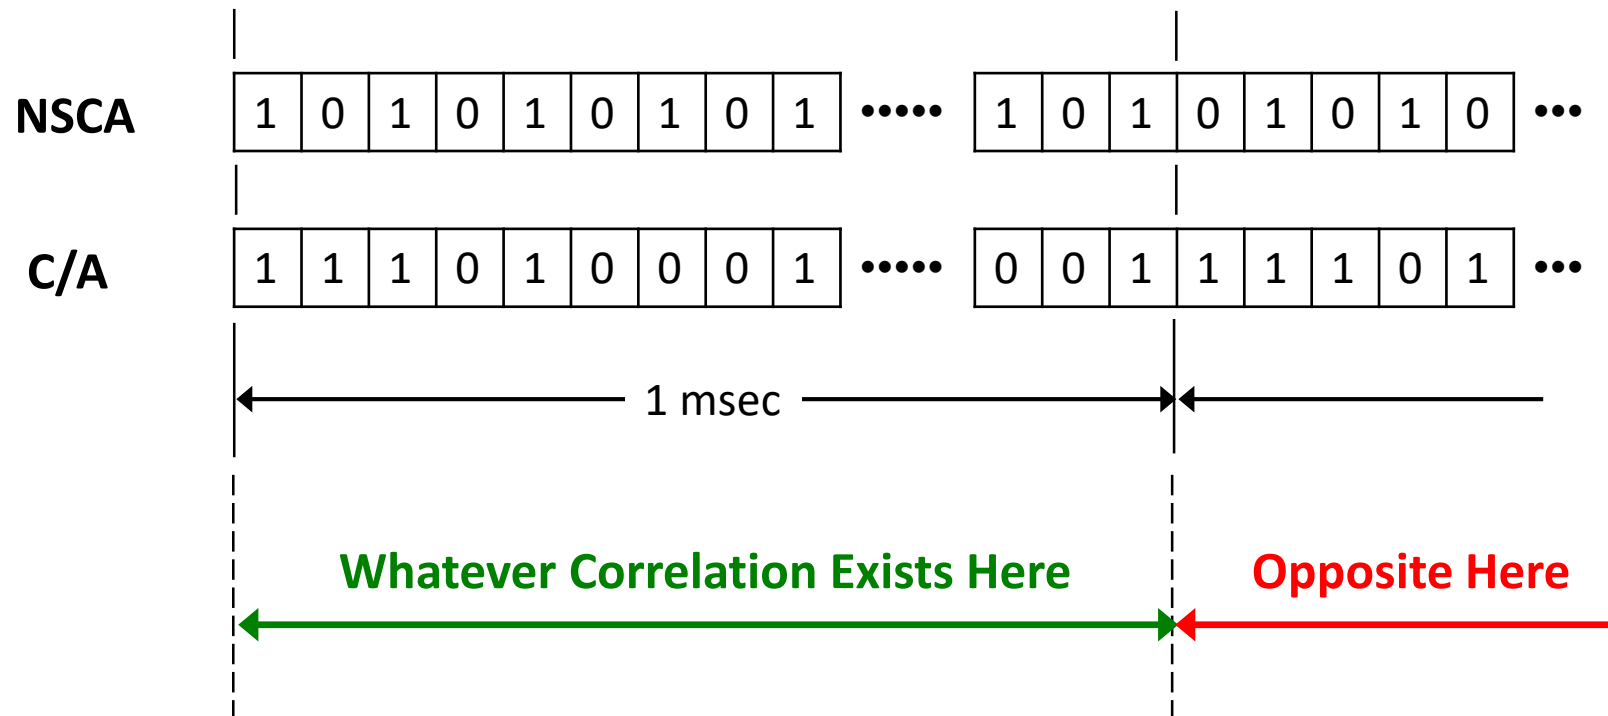 NSCA 1 0 1 0 1 0 1 0 1 ••••• 1 0 1 0 1 0 1 0 •••
C/A 1 1 1 0 1 0 0 0 1 ••••• 0 0 1 1 1 1 0 1 •••
1 msec
Whatever Correlation Exists Here Opposite Here